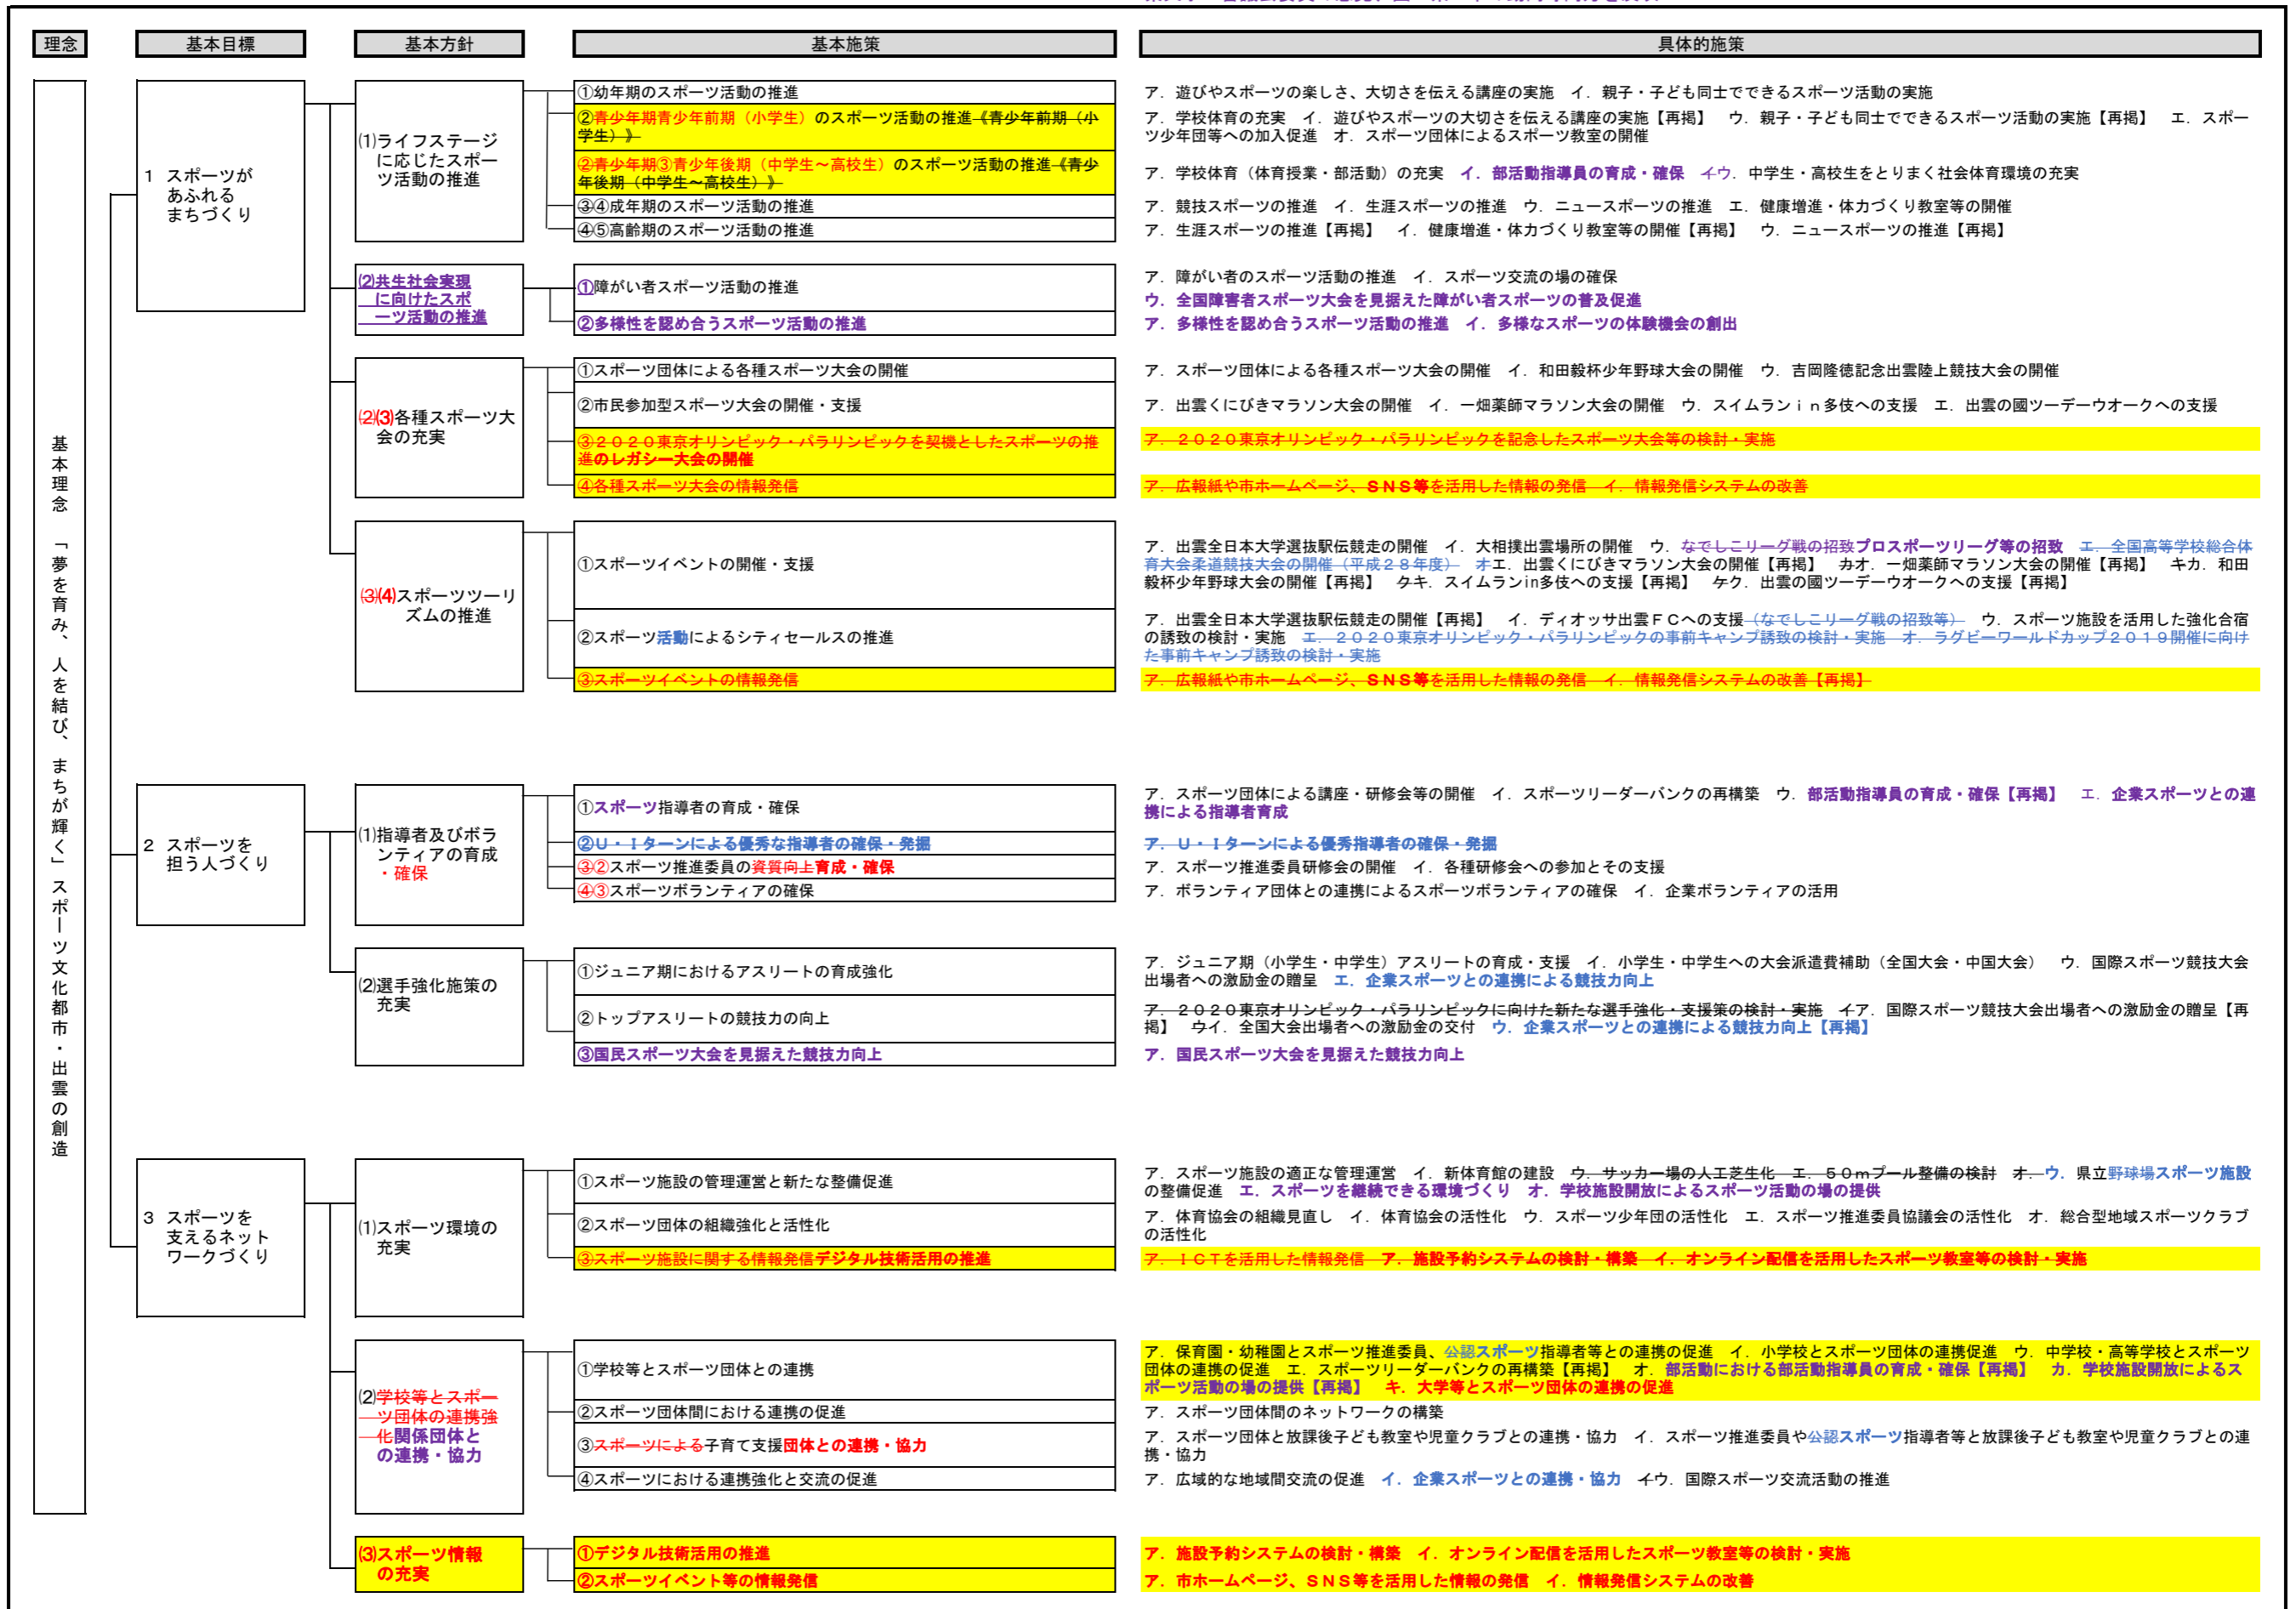 理念
基本目標
基本方針
基本施策
具体的施策
基本理念　「夢を育み、人を結び、まちが輝く」スポーツ文化都市・出雲の創造
1 スポーツが
あふれる
まちづくり
⑴ライフステージ
に応じたスポー
ツ活動の推進
①幼年期のスポーツ活動の推進
ア．遊びやスポーツの楽しさ、大切さを伝える講座の実施　イ．親子・子ども同士でできるスポーツ活動の実施
②青少年期青少年前期（小学生）のスポーツ活動の推進《青少年前期（小
学生）》
ア．学校体育の充実　イ．遊びやスポーツの大切さを伝える講座の実施【再掲】　ウ．親子・子ども同士でできるスポーツ活動の実施【再掲】　エ．スポー
ツ少年団等への加入促進　オ．スポーツ団体によるスポーツ教室の開催
②青少年期③青少年後期（中学生～高校生）のスポーツ活動の推進《青少
年後期（中学生～高校生）》
ア．学校体育（体育授業・部活動）の充実　イ．部活動指導員の育成・確保　イウ．中学生・高校生をとりまく社会体育環境の充実
③④成年期のスポーツ活動の推進
ア．競技スポーツの推進　イ．生涯スポーツの推進　ウ．ニュースポーツの推進　エ．健康増進・体力づくり教室等の開催
④⑤高齢期のスポーツ活動の推進
ア．生涯スポーツの推進【再掲】　イ．健康増進・体力づくり教室等の開催【再掲】　ウ．ニュースポーツの推進【再掲】
⑵共生社会実現
に向けたスポ
ーツ活動の推進
①障がい者スポーツ活動の推進
ア．障がい者のスポーツ活動の推進　イ．スポーツ交流の場の確保
ウ．全国障害者スポーツ大会を見据えた障がい者スポーツの普及促進
②多様性を認め合うスポーツ活動の推進
ア．多様性を認め合うスポーツ活動の推進　イ．多様なスポーツの体験機会の創出
⑵⑶各種スポーツ大
会の充実
①スポーツ団体による各種スポーツ大会の開催
ア．スポーツ団体による各種スポーツ大会の開催　イ．和田毅杯少年野球大会の開催　ウ．吉岡隆徳記念出雲陸上競技大会の開催
②市民参加型スポーツ大会の開催・支援
ア．出雲くにびきマラソン大会の開催　イ．一畑薬師マラソン大会の開催　ウ．スイムランｉｎ多伎への支援　エ．出雲の國ツーデーウオークへの支援
③２０２０東京オリンピック・パラリンピックを契機としたスポーツの推
進のレガシー大会の開催
ア．２０２０東京オリンピック・パラリンピックを記念したスポーツ大会等の検討・実施
④各種スポーツ大会の情報発信
ア．広報紙や市ホームページ、ＳＮＳ等を活用した情報の発信　イ．情報発信システムの改善
⑶⑷スポーツツーリ
ズムの推進
①スポーツイベントの開催・支援
ア．出雲全日本大学選抜駅伝競走の開催　イ．大相撲出雲場所の開催　ウ．なでしこリーグ戦の招致プロスポーツリーグ等の招致　エ．全国高等学校総合体
育大会柔道競技大会の開催（平成２８年度）　オエ．出雲くにびきマラソン大会の開催【再掲】　カオ．一畑薬師マラソン大会の開催【再掲】　キカ．和田
毅杯少年野球大会の開催【再掲】　クキ．スイムランin多伎への支援【再掲】　ケク．出雲の國ツーデーウオークへの支援【再掲】
②スポーツ活動によるシティセールスの推進
ア．出雲全日本大学選抜駅伝競走の開催【再掲】　イ．ディオッサ出雲ＦＣへの支援（なでしこリーグ戦の招致等）　ウ．スポーツ施設を活用した強化合宿
の誘致の検討・実施　エ．２０２０東京オリンピック・パラリンピックの事前キャンプ誘致の検討・実施　オ．ラグビーワールドカップ２０１９開催に向け
た事前キャンプ誘致の検討・実施
③スポーツイベントの情報発信
ア．広報紙や市ホームページ、ＳＮＳ等を活用した情報の発信　イ．情報発信システムの改善【再掲】
2 スポーツを
担う人づくり
⑴指導者及びボラ
ンティアの育成
・確保
①スポーツ指導者の育成・確保
ア．スポーツ団体による講座・研修会等の開催　イ．スポーツリーダーバンクの再構築　ウ．部活動指導員の育成・確保【再掲】　エ．企業スポーツとの連
携による指導者育成
②Ｕ・Ｉターンによる優秀な指導者の確保・発掘
ア．Ｕ・Ｉターンによる優秀指導者の確保・発掘
③②スポーツ推進委員の資質向上育成・確保
ア．スポーツ推進委員研修会の開催　イ．各種研修会への参加とその支援
④③スポーツボランティアの確保
ア．ボランティア団体との連携によるスポーツボランティアの確保　イ．企業ボランティアの活用
⑵選手強化施策の
充実
①ジュニア期におけるアスリートの育成強化
ア．ジュニア期（小学生・中学生）アスリートの育成・支援　イ．小学生・中学生への大会派遣費補助（全国大会・中国大会）　ウ．国際スポーツ競技大会
出場者への激励金の贈呈　エ．企業スポーツとの連携による競技力向上
②トップアスリートの競技力の向上
ア．２０２０東京オリンピック・パラリンピックに向けた新たな選手強化・支援策の検討・実施　イア．国際スポーツ競技大会出場者への激励金の贈呈【再
掲】　ウイ．全国大会出場者への激励金の交付　ウ．企業スポーツとの連携による競技力向上【再掲】
③国民スポーツ大会を見据えた競技力向上
ア．国民スポーツ大会を見据えた競技力向上
3 スポーツを
支えるネット
ワークづくり
⑴スポーツ環境の
充実
①スポーツ施設の管理運営と新たな整備促進
ア．スポーツ施設の適正な管理運営　イ．新体育館の建設　ウ．サッカー場の人工芝生化　エ．５０ｍプール整備の検討　オ．ウ．県立野球場スポーツ施設
の整備促進　エ．スポーツを継続できる環境づくり　オ．学校施設開放によるスポーツ活動の場の提供
②スポーツ団体の組織強化と活性化
ア．体育協会の組織見直し　イ．体育協会の活性化　ウ．スポーツ少年団の活性化　エ．スポーツ推進委員協議会の活性化　オ．総合型地域スポーツクラブ
の活性化
③スポーツ施設に関する情報発信デジタル技術活用の推進
ア．ＩＣＴを活用した情報発信　ア．施設予約システムの検討・構築　イ．オンライン配信を活用したスポーツ教室等の検討・実施
⑵学校等とスポー
ツ団体の連携強
化関係団体と
の連携・協力
①学校等とスポーツ団体との連携
ア．保育園・幼稚園とスポーツ推進委員、公認スポーツ指導者等との連携の促進　イ．小学校とスポーツ団体の連携促進　ウ．中学校・高等学校とスポーツ
団体の連携の促進　エ．スポーツリーダーバンクの再構築【再掲】　オ．部活動における部活動指導員の育成・確保【再掲】　カ．学校施設開放によるス
ポーツ活動の場の提供【再掲】　キ．大学等とスポーツ団体の連携の促進
②スポーツ団体間における連携の促進
ア．スポーツ団体間のネットワークの構築
③スポーツによる子育て支援団体との連携・協力
ア．スポーツ団体と放課後子ども教室や児童クラブとの連携・協力　イ．スポーツ推進委員や公認スポーツ指導者等と放課後子ども教室や児童クラブとの連
携・協力
④スポーツにおける連携強化と交流の促進
ア．広域的な地域間交流の促進　イ．企業スポーツとの連携・協力　イウ．国際スポーツ交流活動の推進
⑶スポーツ情報
の充実
①デジタル技術活用の推進
ア．施設予約システムの検討・構築　イ．オンライン配信を活用したスポーツ教室等の検討・実施
②スポーツイベント等の情報発信
ア．市ホームページ、ＳＮＳ等を活用した情報の発信　イ．情報発信システムの改善